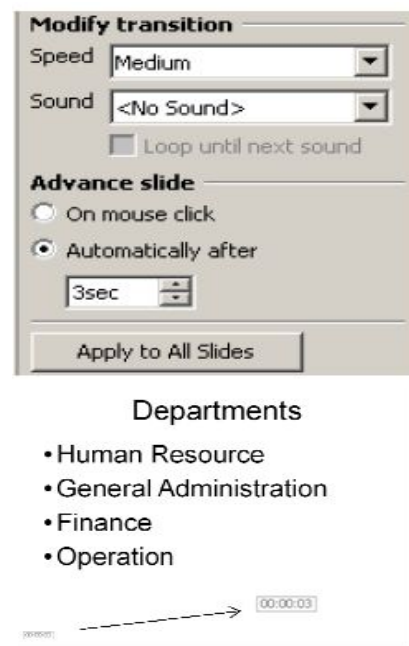 Modify transition
Speed Medium
Sound <No Sound>
Loop until next sound
Advance slide
On mouse click
Automatically after
3sec
Apply to All Slides
Departments
•Human Resource
•General Administration
•Finance
•Operation
00:00:03